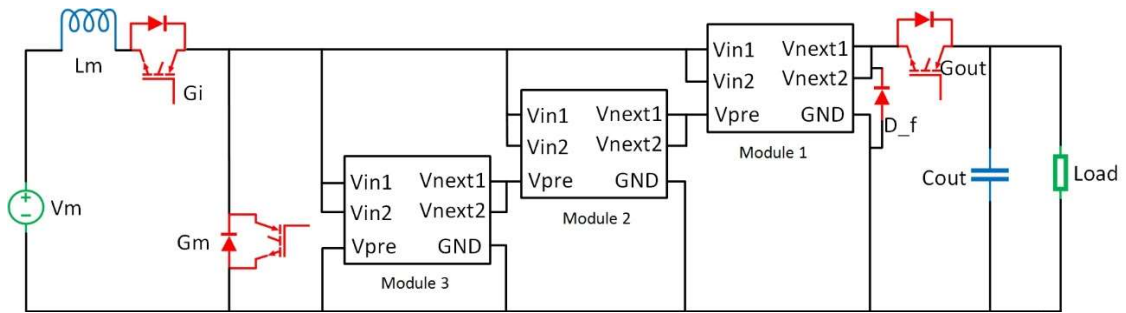 Lm
Gi
Vin1
Vin2
Vpre
Vnext1
Vnext2
GND
Module 1
Gout
D_f
Vin1
Vin2
Vpre
Vnext1
Vnext2
GND
Module 2
Vin1
Vin2
Vpre
Vnext1
Vnext2
GND
Module 3
Vm
Gm
Cout
Load